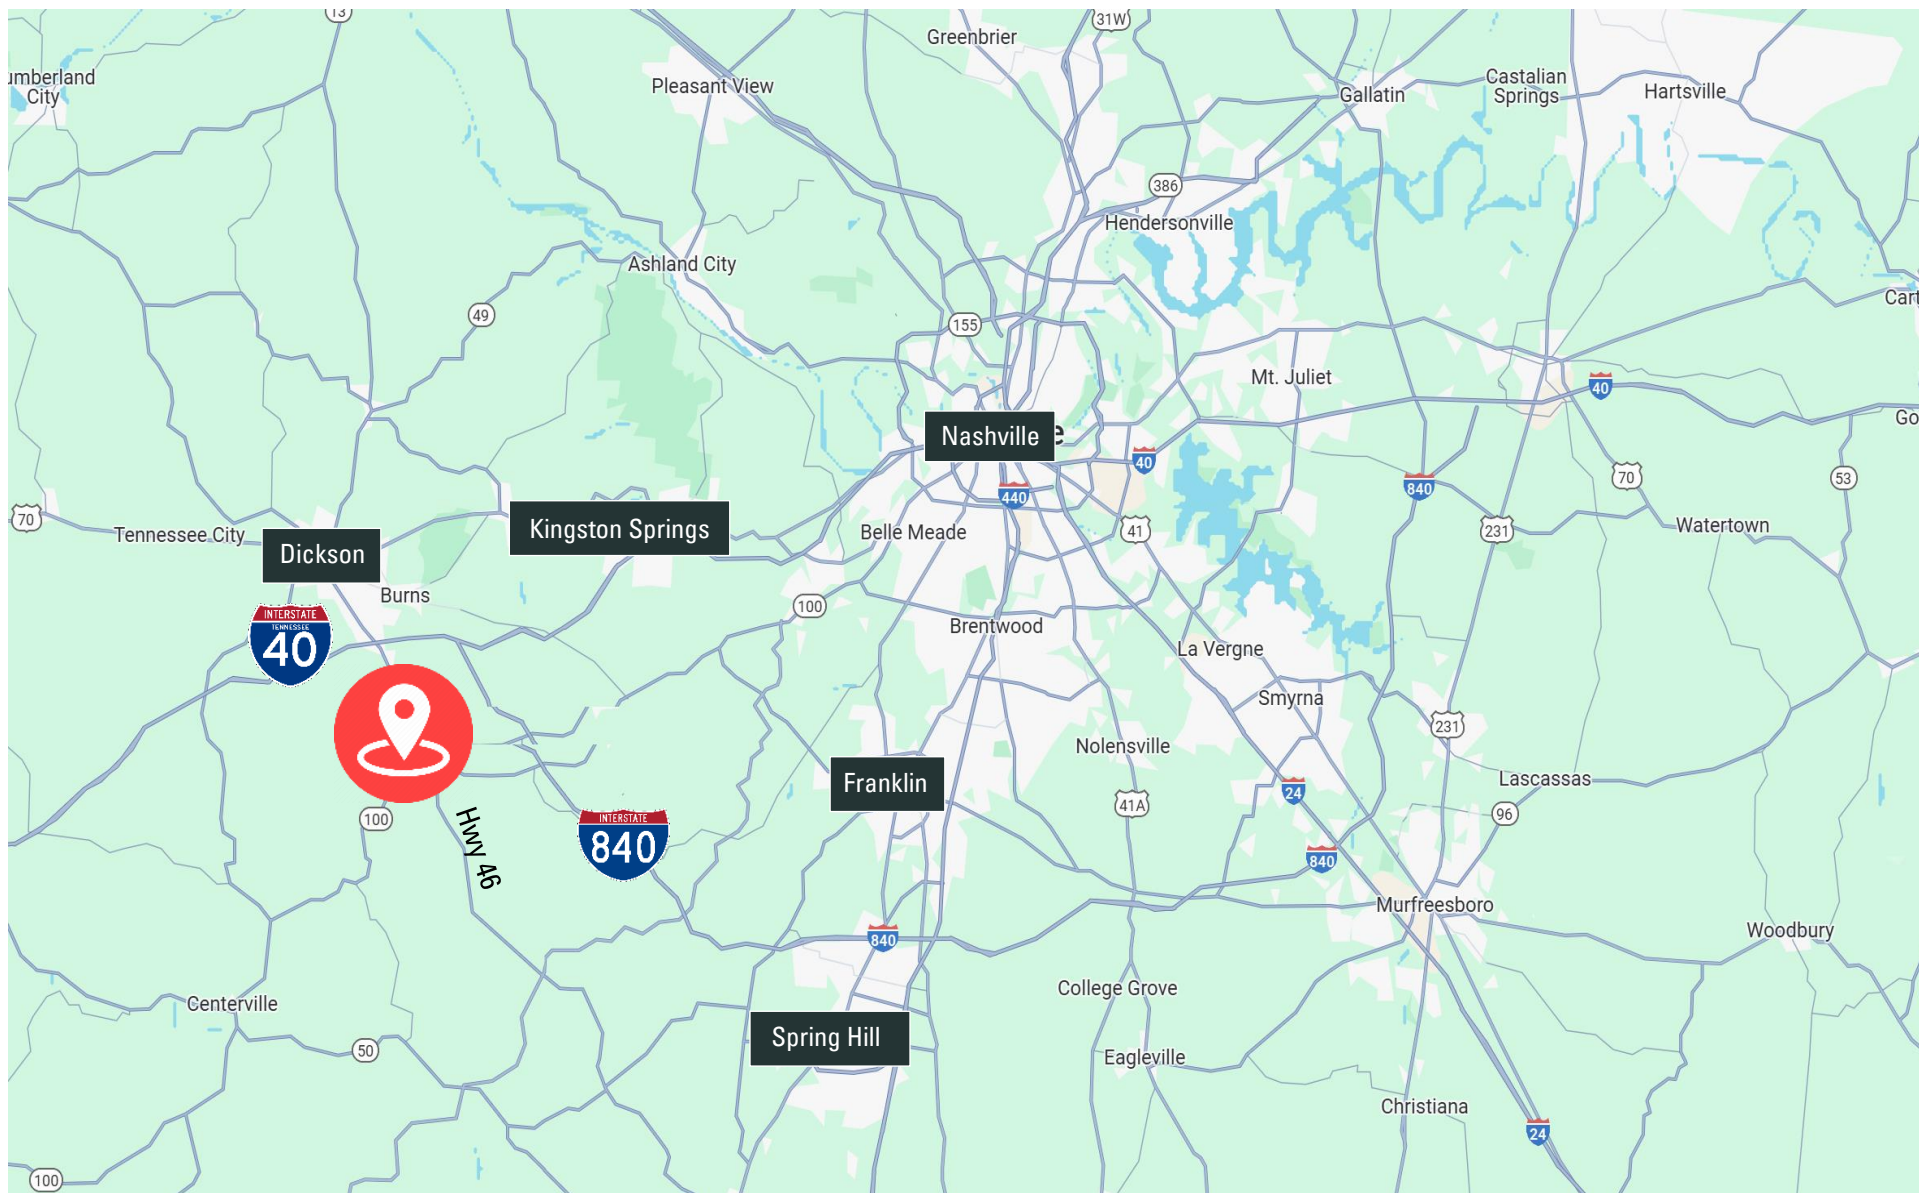 13
31W
Greenbrier
umberland
City
Pleasant View
Castalian
Springs
Gallatin
Hartsville
386
Hendersonville
Ashland City
Cart
49
155
Mt. Juliet
40
Go
Nashville
e
40
440
840
70
53
70
Tennessee City
Kingston Springs
Belle Meade
41
231
Watertown
Dickson
Burns
100
INTERSTATE
TENNESSEE
40
Brentwood
La Vergne
Smyrna
231
Nolensville
Franklin
Lascassas
24
41A
96
100
Hwy 46
INTERSTATE
840
840
Murfreesboro
Woodbury
840
Centerville
College Grove
Spring Hill
50
Eagleville
Christiana
24
100